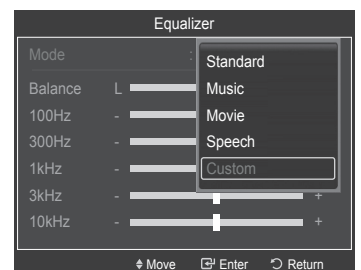 Equalizer
Mode :
Standard
Music
Movie
Speech
Custom
Balance L
100Hz -
300Hz -
1kHz -
3kHz - +
10kHz - +
Move Enter Return